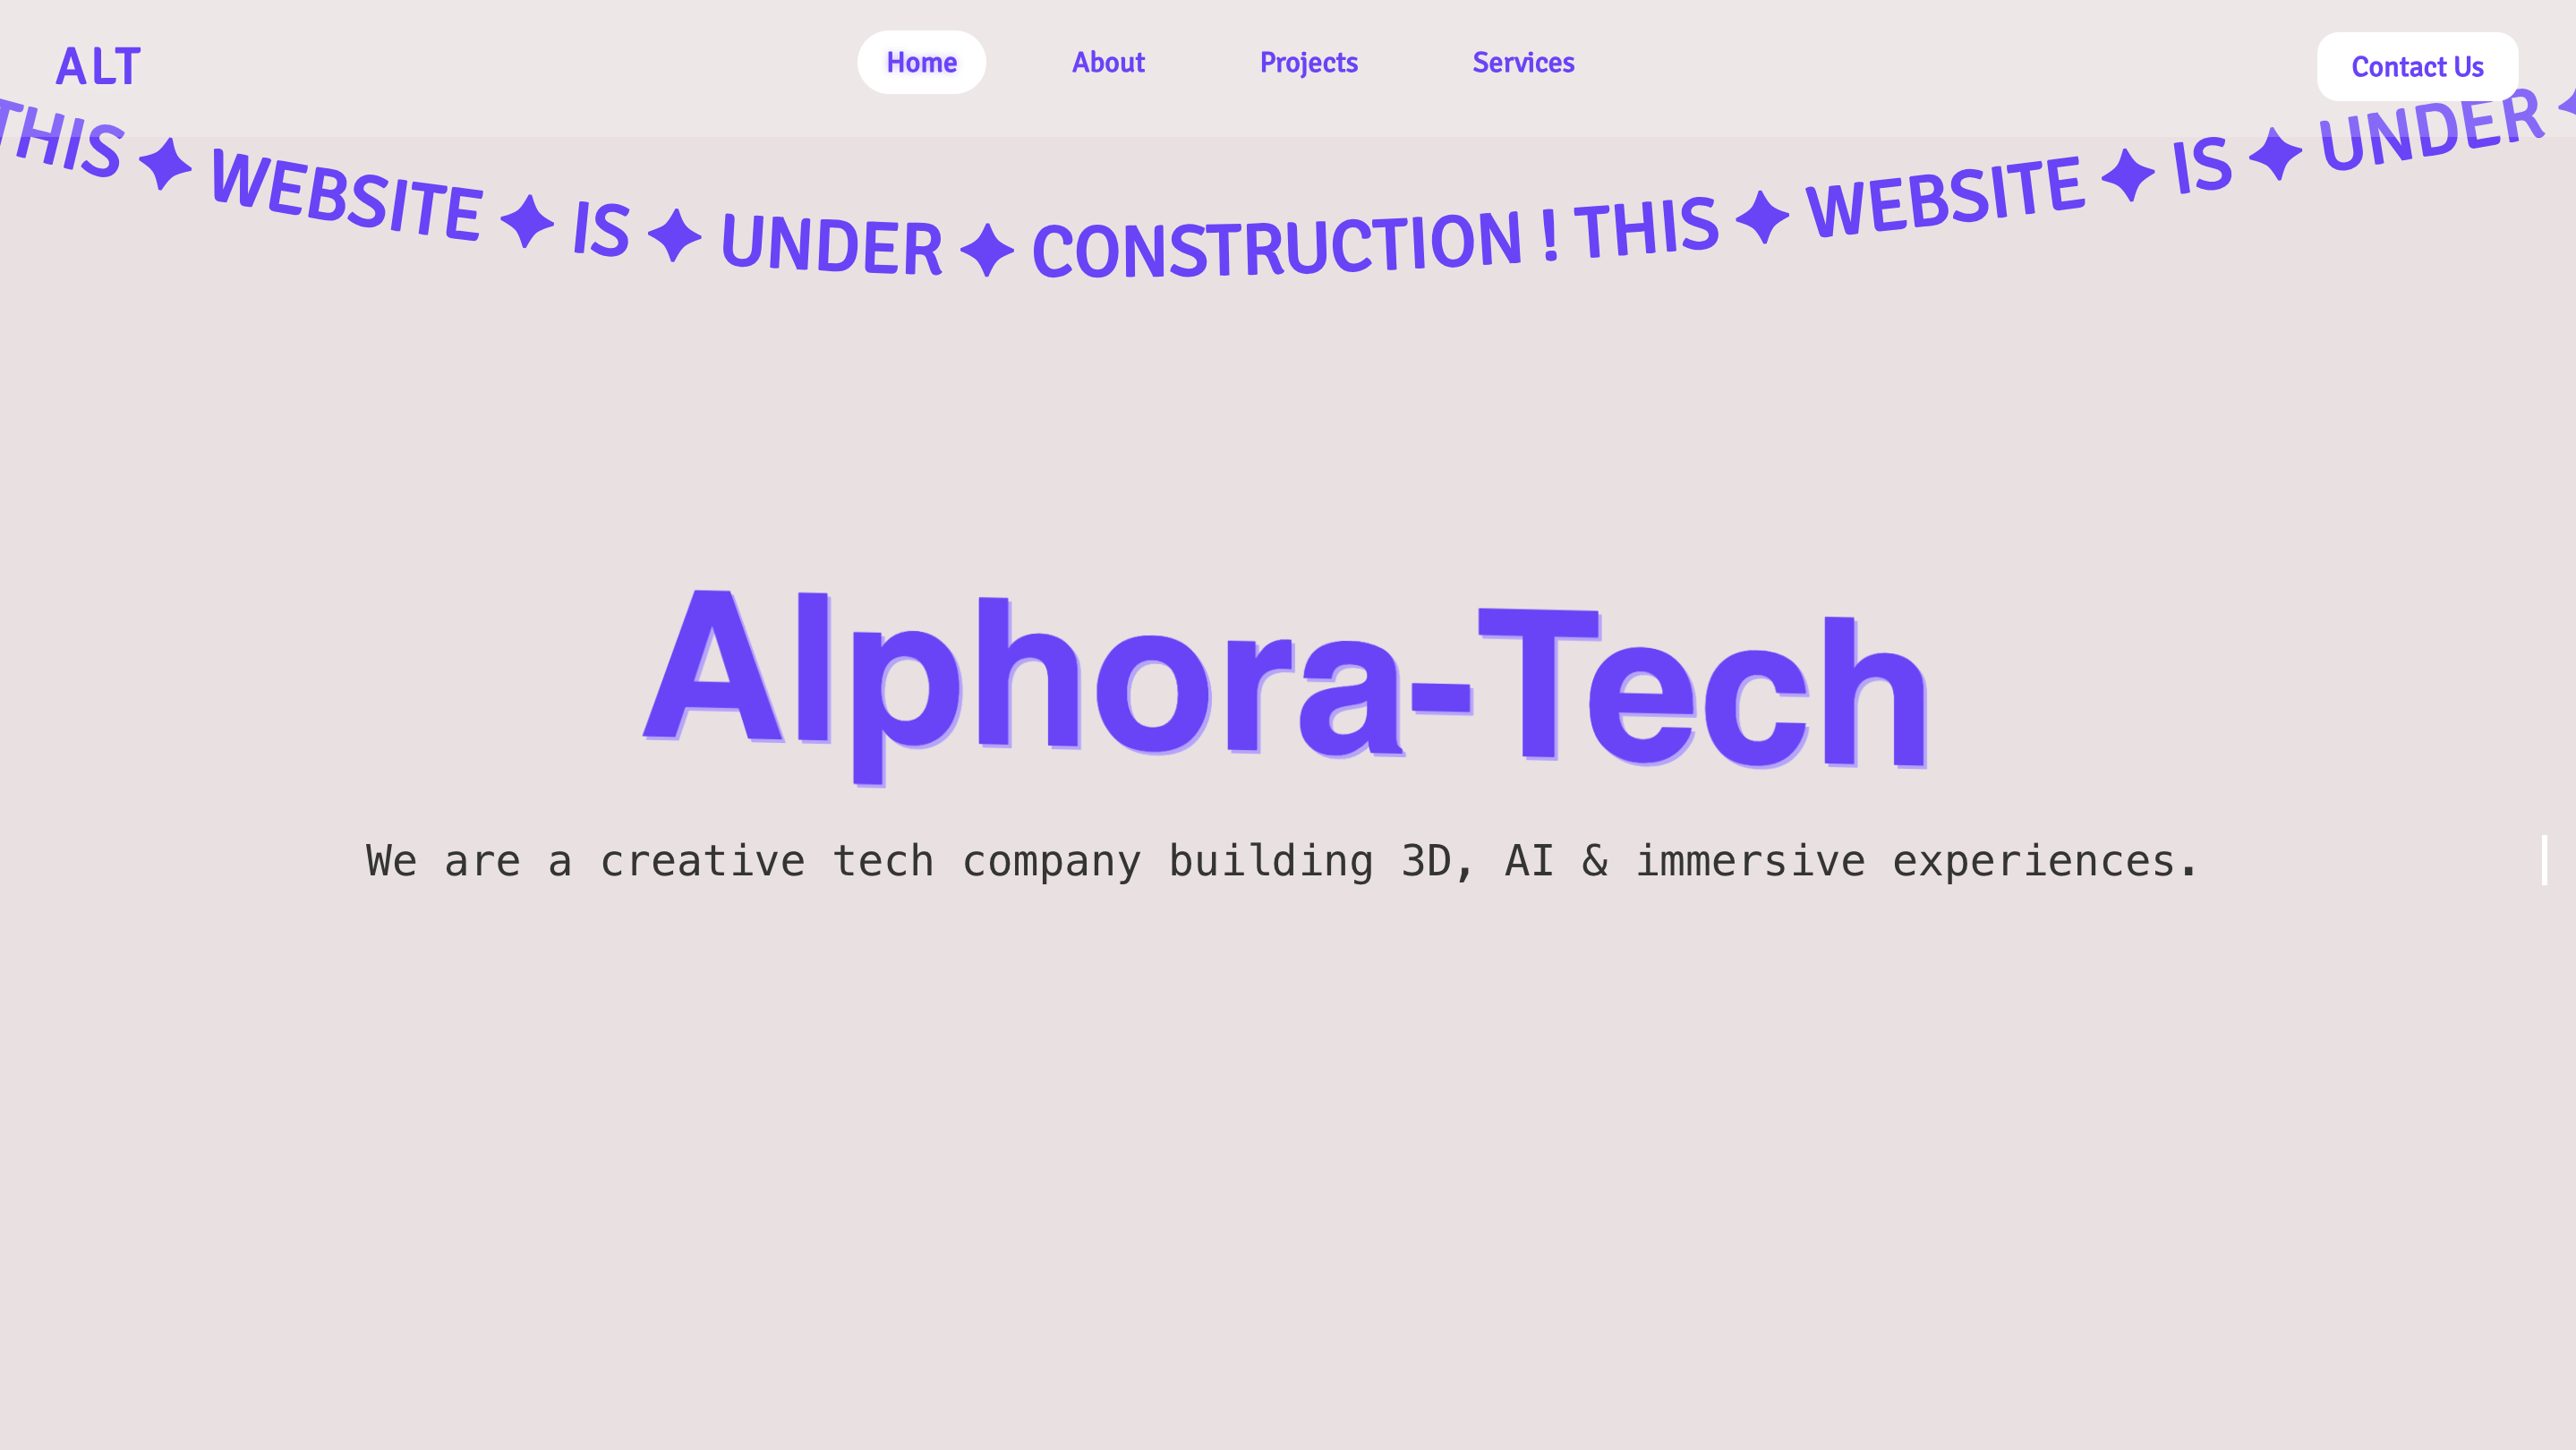 ALT
Home
About
Projects
Services
Contact Us
THIS ✦ WEBSITE ✦ IS ✦ UNDER ✦ CONSTRUCTION ! THIS ✦ WEBSITE ✦ IS ✦ UNDER ✦
Alphora-Tech
We are a creative tech company building 3D, AI & immersive experiences.